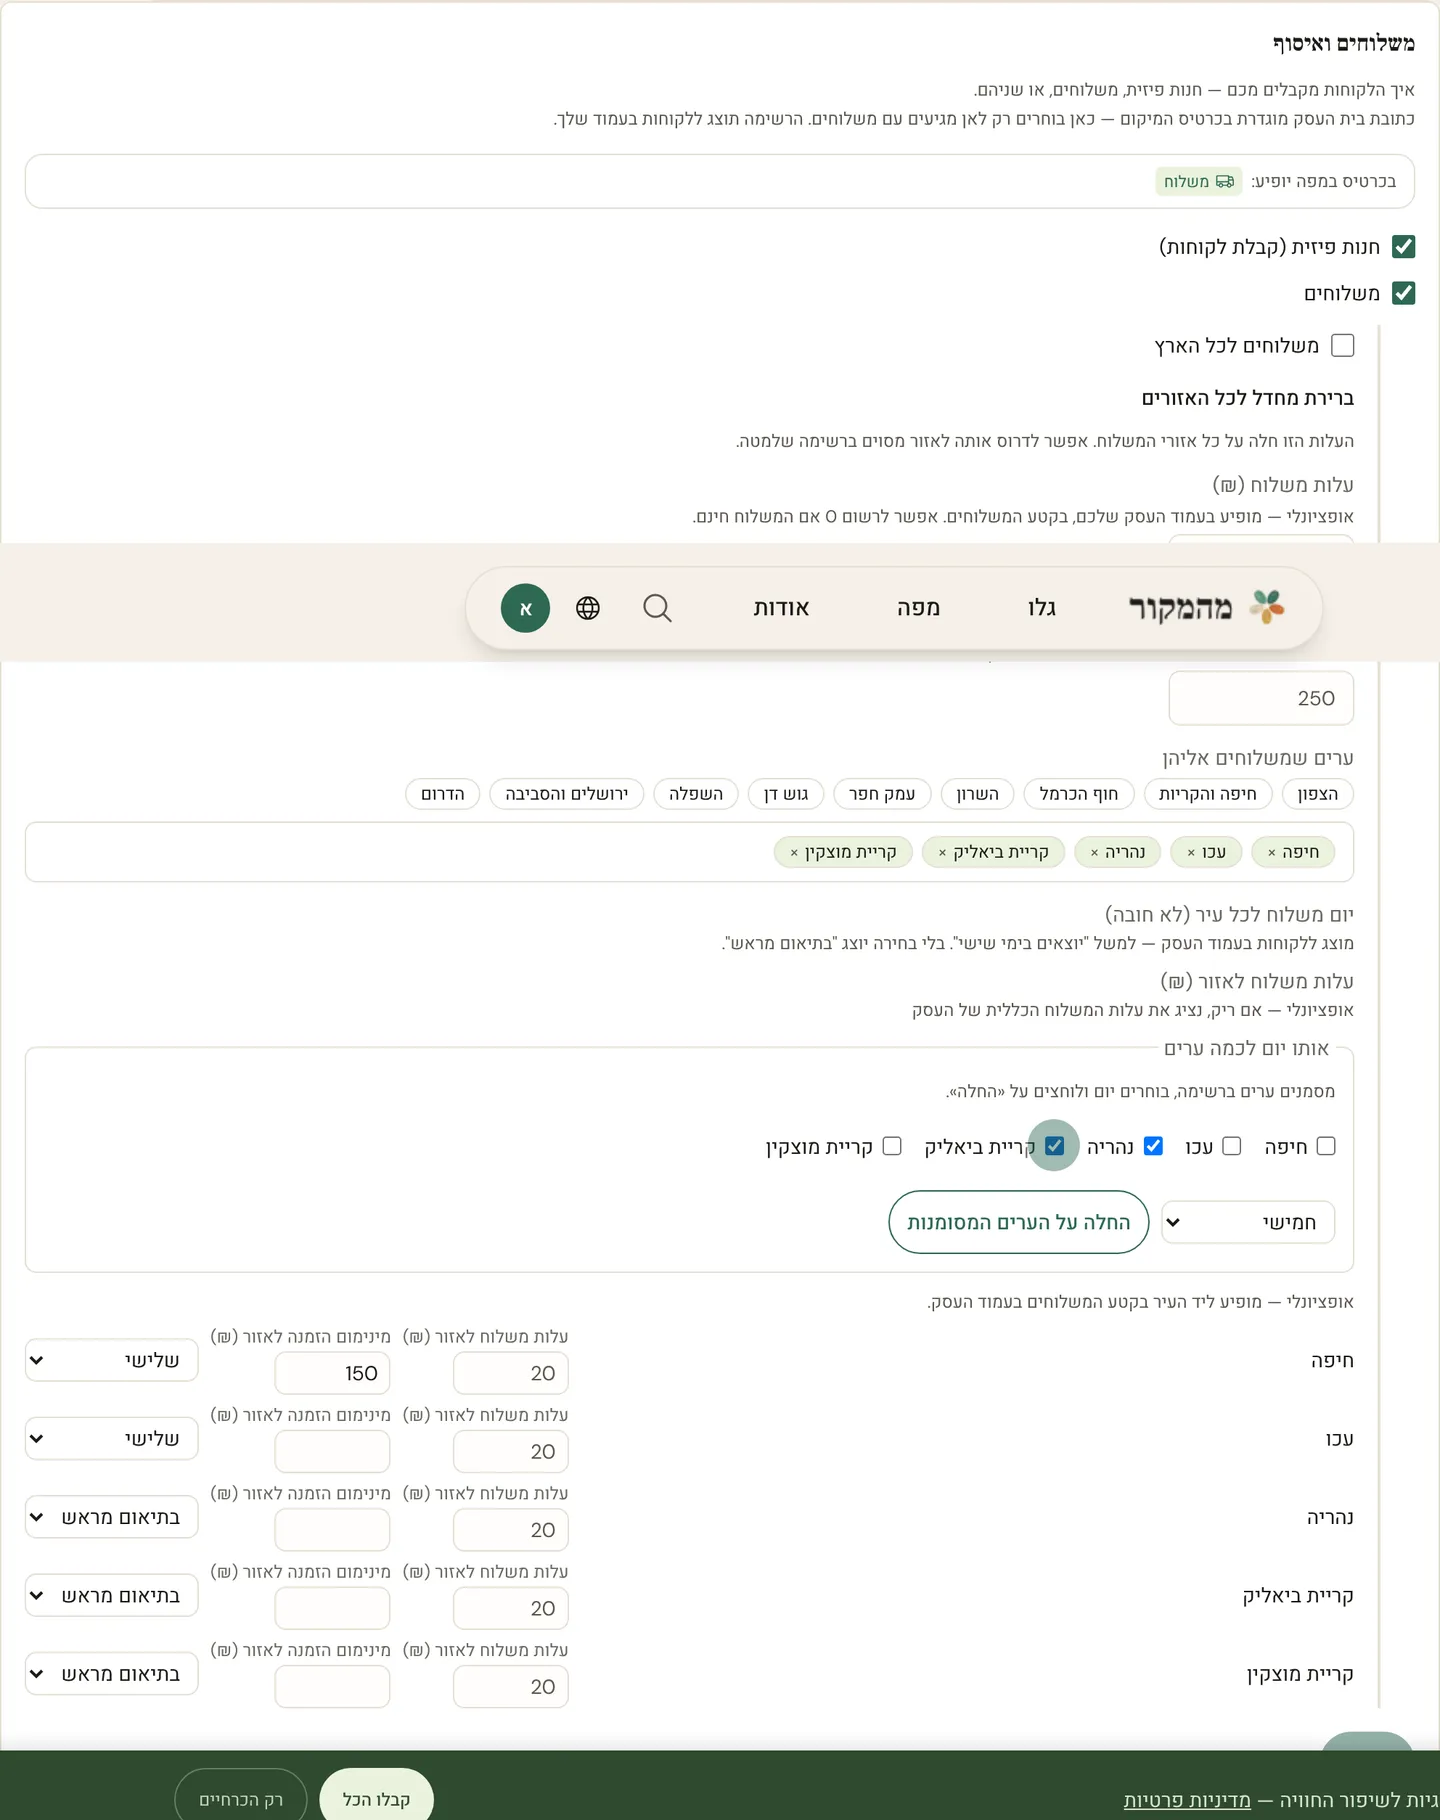 משלוחים ואיסוף
איך הלקוחות מקבלים מכם — חנות פיזית, משלוחים, או שניהם.
כתובת בית העסק מוגדרת בכרטיס המיקום — כאן בוחרים רק לאן מגיעים עם משלוחים. הרשימה תוצג ללקוחות בעמוד שלך.
בכרטיס במפה יופיע: משלוח
חנות פיזית (קבלת לקוחות)
משלוחים
משלוחים לכל הארץ
ברירת מחדל לכל האזורים
העלות הזו חלה על כל אזורי המשלוח. אפשר לדרוס אותה לאזור מסוים ברשימה שלמטה.
עלות משלוח (₪)
אופציונלי — מופיע בעמוד העסק שלכם, בקטע המשלוחים. אפשר לרשום 0 אם המשלוח חינם.
מהמקור גלו מפה אודות א
250
ערים שמשלוחים אליהן
הצפון חיפה והקריות חוף הכרמל השרון עמק חפר גוש דן השפלה ירושלים והסביבה הדרום
חיפה × עכו × נהריה × קריית ביאליק × קריית מוצקין ×
יום משלוח לכל עיר (לא חובה)
מוצג ללקוחות בעמוד העסק — למשל "יוצאים בימי שישי". בלי בחירה יוצג "בתיאום מראש".
עלות משלוח לאזור (₪)
אופציונלי — אם ריק, נציג את עלות המשלוח הכללית של העסק
אותו יום לכמה ערים
מסמנים ערים ברשימה, בוחרים יום ולוחצים על «החלה».
חיפה עכו נהריה קריית ביאליק קריית מוצקין
חמישי החלה על הערים המסומנות
אופציונלי — מופיע ליד העיר בקטע המשלוחים בעמוד העסק.
עלות משלוח לאזור (₪) מינימום הזמנה לאזור (₪)
חיפה 20 150 שלישי
עלות משלוח לאזור (₪) מינימום הזמנה לאזור (₪)
עכו 20 שלישי
עלות משלוח לאזור (₪) מינימום הזמנה לאזור (₪)
נהריה 20 בתיאום מראש
עלות משלוח לאזור (₪) מינימום הזמנה לאזור (₪)
קריית ביאליק 20 בתיאום מראש
עלות משלוח לאזור (₪) מינימום הזמנה לאזור (₪)
קריית מוצקין 20 בתיאום מראש
לשיפור החוויה — מדיניות פרטיות קבלו הכל רק הכרחיים